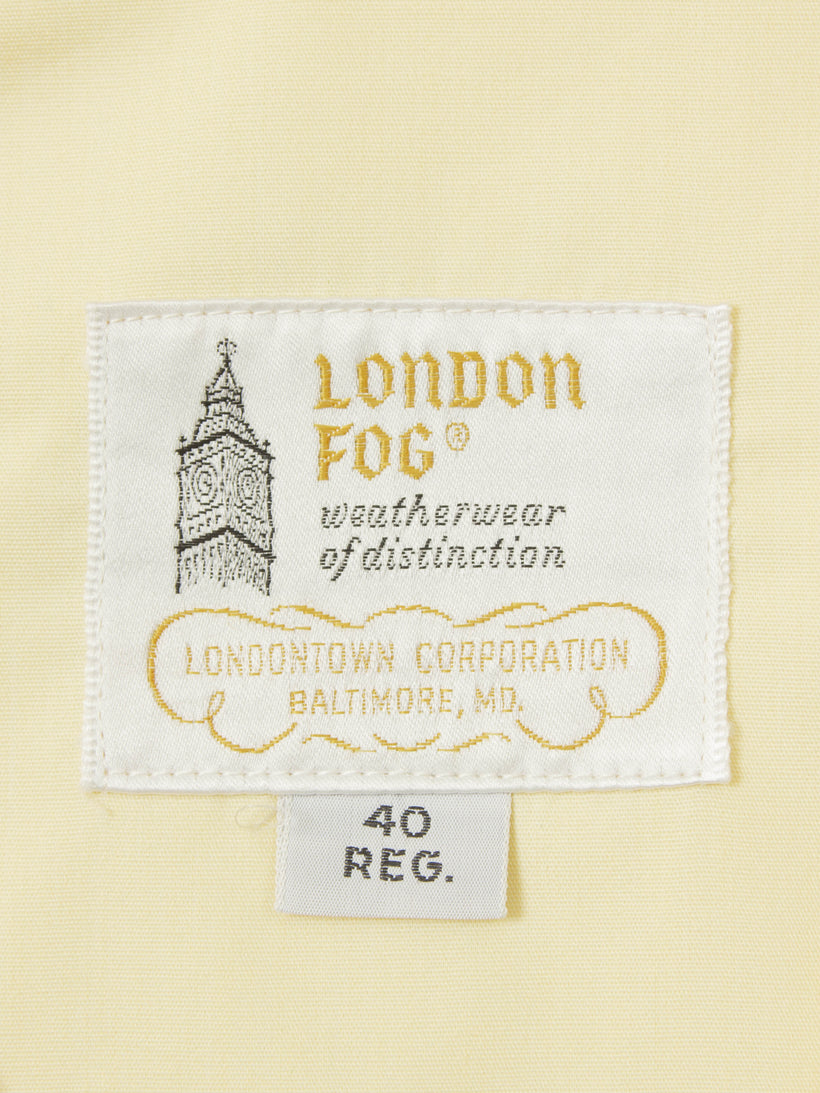 LONDON
FOG®
weatherwear
of distinction
LONDONTOWN CORPORATION
BALTIMORE, MD.
40
REG.